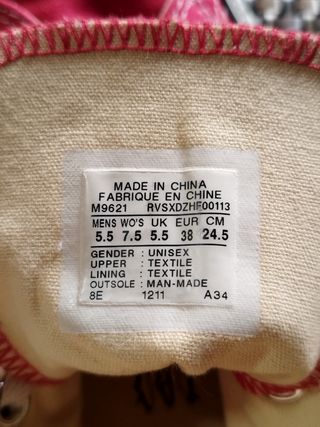 MADE IN CHINA
FABRIQUE EN CHINE
M9621 RVSXDZHF00113
MENS WO'S UK EUR CM
5.5 7.5 5.5 38 24.5
GENDER : UNISEX
UPPER : TEXTILE
LINING : TEXTILE
OUTSOLE : MAN-MADE
8E 1211 A34